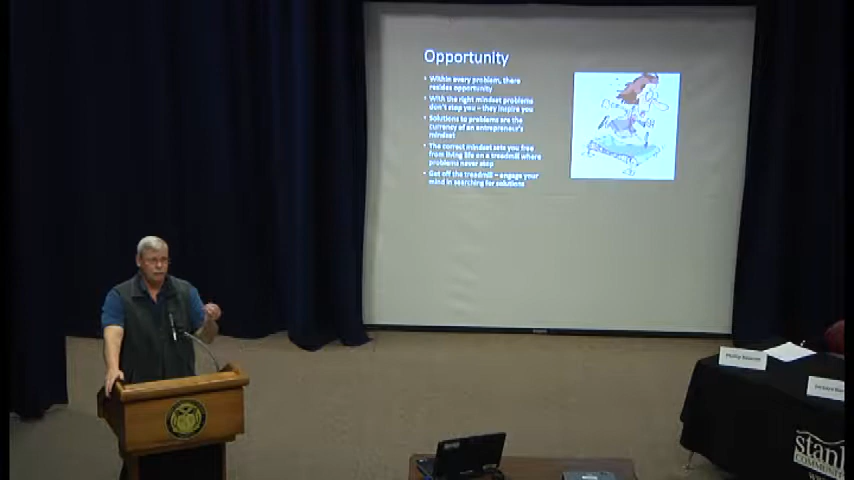 Opportunity
• Within every problem, there
resides opportunity
• With the right mindset problems
don't stop you – they inspire you
• Solutions to problems are the
currency of an entrepreneur's
mindset
• The correct mindset sets you free
from living life on a treadmill where
problems never stop
• Get off the treadmill – engage your
mind in searching for solutions